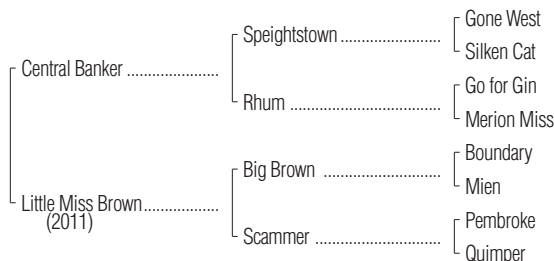 Gone West
Speightstown ......................
Silken Cat
Central Banker ....................
Go for Gin
Rhum ..................................
Merion Miss
Boundary
Big Brown ...........................
Mien
Little Miss Brown ................
(2011)
Pembroke
Scammer ............................
Quimper